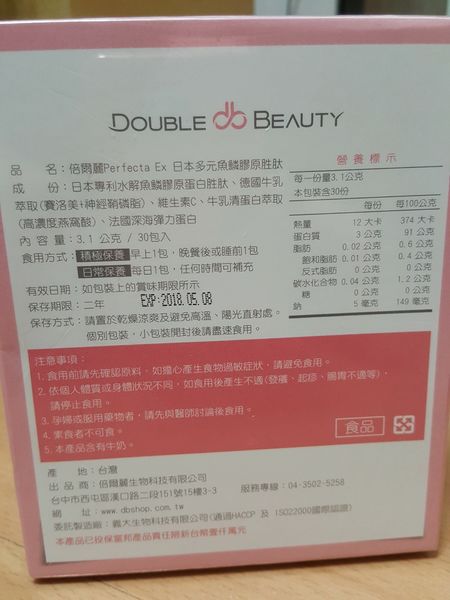 DOUBLE db BEAUTY
品 名：倍爾麗Perfecta Ex 日本多元魚鱗膠原胜肽
成 份：日本專利水解魚鱗膠原蛋白胜肽、德國牛乳
萃取(賽洛美+神經鞘磷脂)、維生素C、牛乳清蛋白萃取
(高濃度燕窩酸)、法國深海彈力蛋白
內 容 量：3.1 公克 / 30包入
食用方式：積極保養 早上1包，晚餐後或睡前1包
日常保養 每日1包，任何時間可補充
有效日期：如包裝上的賞味期限所示
保存期限：二年 EXP:2018.05.08
保存方式：請置於乾燥涼爽及避免高溫、陽光直射處。
個別包裝，小包裝開封後請盡速食用。
營養標示
每一份量3.1公克
本包裝含30份
每份 每100公克
熱量 12 大卡 374 大卡
蛋白質 3 公克 91 公克
脂肪 0.02 公克 0.6 公克
飽和脂肪 0.01 公克 0.4 公克
反式脂肪 0 公克 0 公克
碳水化合物 0.04 公克 1.2 公克
糖 0 公克 0 公克
鈉 5 毫克 149 毫克
注意事項：
1.食用前請先確認原料，如擔心產生食物過敏症狀，請避免食用。
2.依個人體質或身體狀況不同，如食用後產生不適(發癢、起疹、腸胃不適等)，
請停止食用。
3.孕婦或服用藥物者，請先與醫師討論後食用。
4.素食者不可食。
5.本產品含有牛奶。
食品
產 地：台灣
出 品 商：倍爾麗生物科技有限公司
台中市西屯區漢口路二段151號15樓3-3 服務專線：04-3502-5258
網 址：www.dbshop.com.tw
委託製造廠：義大生物科技有限公司(通過HACCP 及 ISO22000國際認證)
本產品已投保富邦產品責任險新台幣壹仟萬元